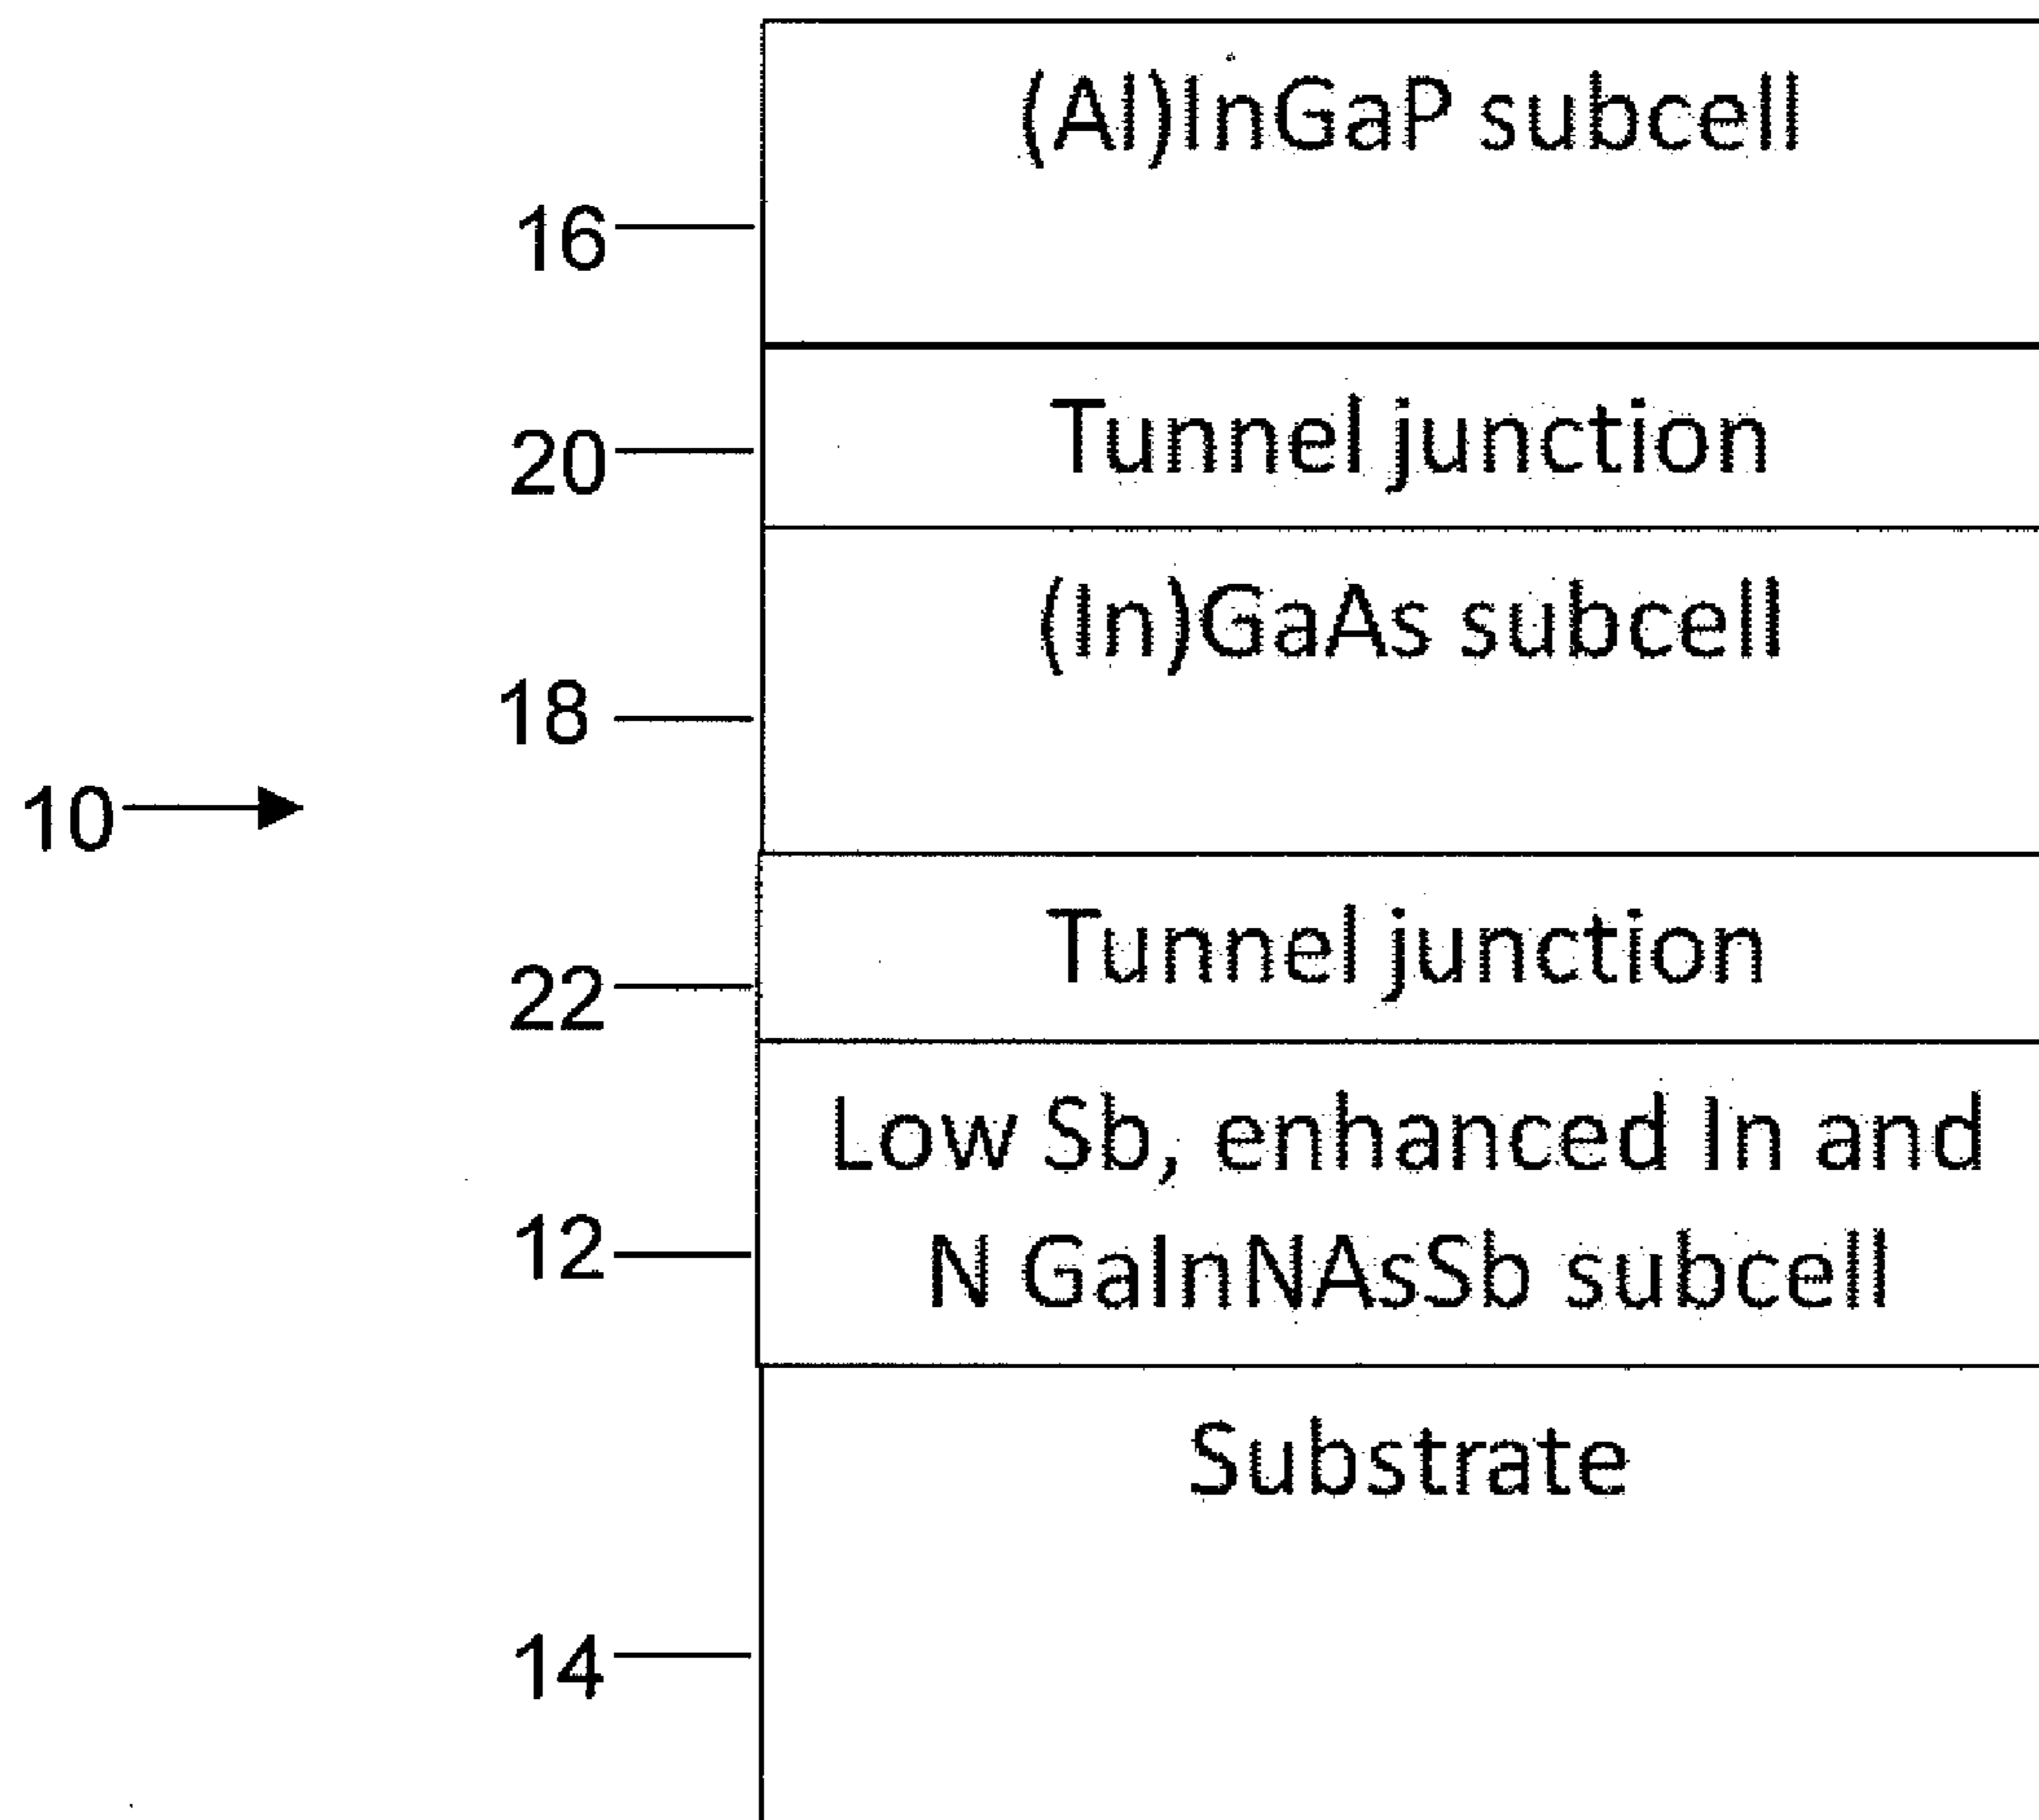 (Al)InGaP subcell
16
20
Tunnel junction
(In)GaAs subcell
18
10
Tunnel junction
22
Low Sb, enhanced In and
12
N GaInNAsSb subcell
Substrate
14